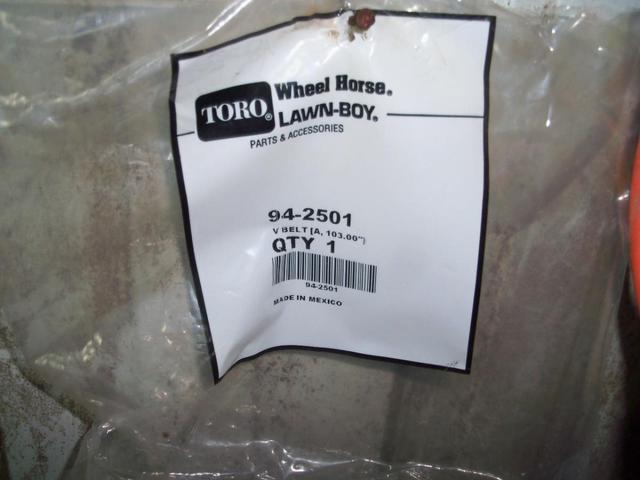 TORO® Wheel Horse®
LAWN-BOY®
PARTS & ACCESSORIES
94-2501
V BELT [A, 103.00")
QTY 1
94-2501
MADE IN MEXICO